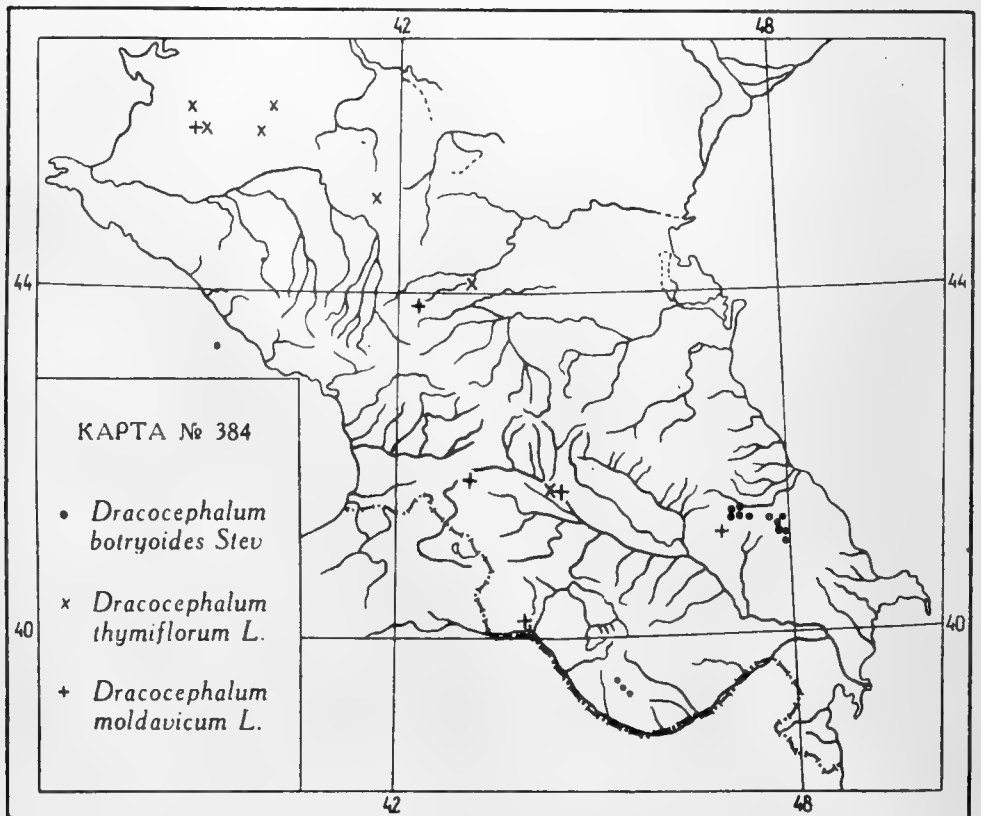 42 48
44 44
КАРТА № 384
• Dracocephalum
botryoides Stev
× Dracocephalum
thymiflorum L.
+ Dracocephalum
moldavicum L.
40 40
42 48